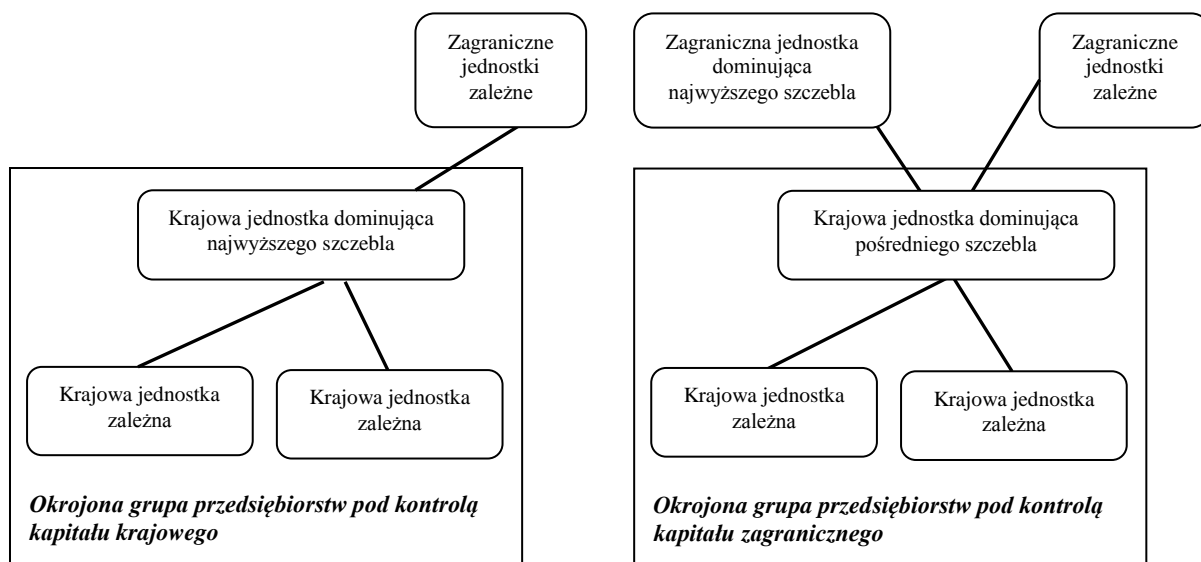 Zagraniczne
jednostki
zależne
Krajowa jednostka dominująca
najwyższego szczebla
Krajowa jednostka
zależna
Krajowa jednostka
zależna
Okrojona grupa przedsiębiorstw pod kontrolą
kapitału krajowego
Zagraniczna jednostka
dominująca
najwyższego szczebla
Zagraniczne
jednostki
zależne
Krajowa jednostka dominująca
pośredniego szczebla
Krajowa jednostka
zależna
Krajowa jednostka
zależna
Okrojona grupa przedsiębiorstw pod kontrolą
kapitału zagranicznego